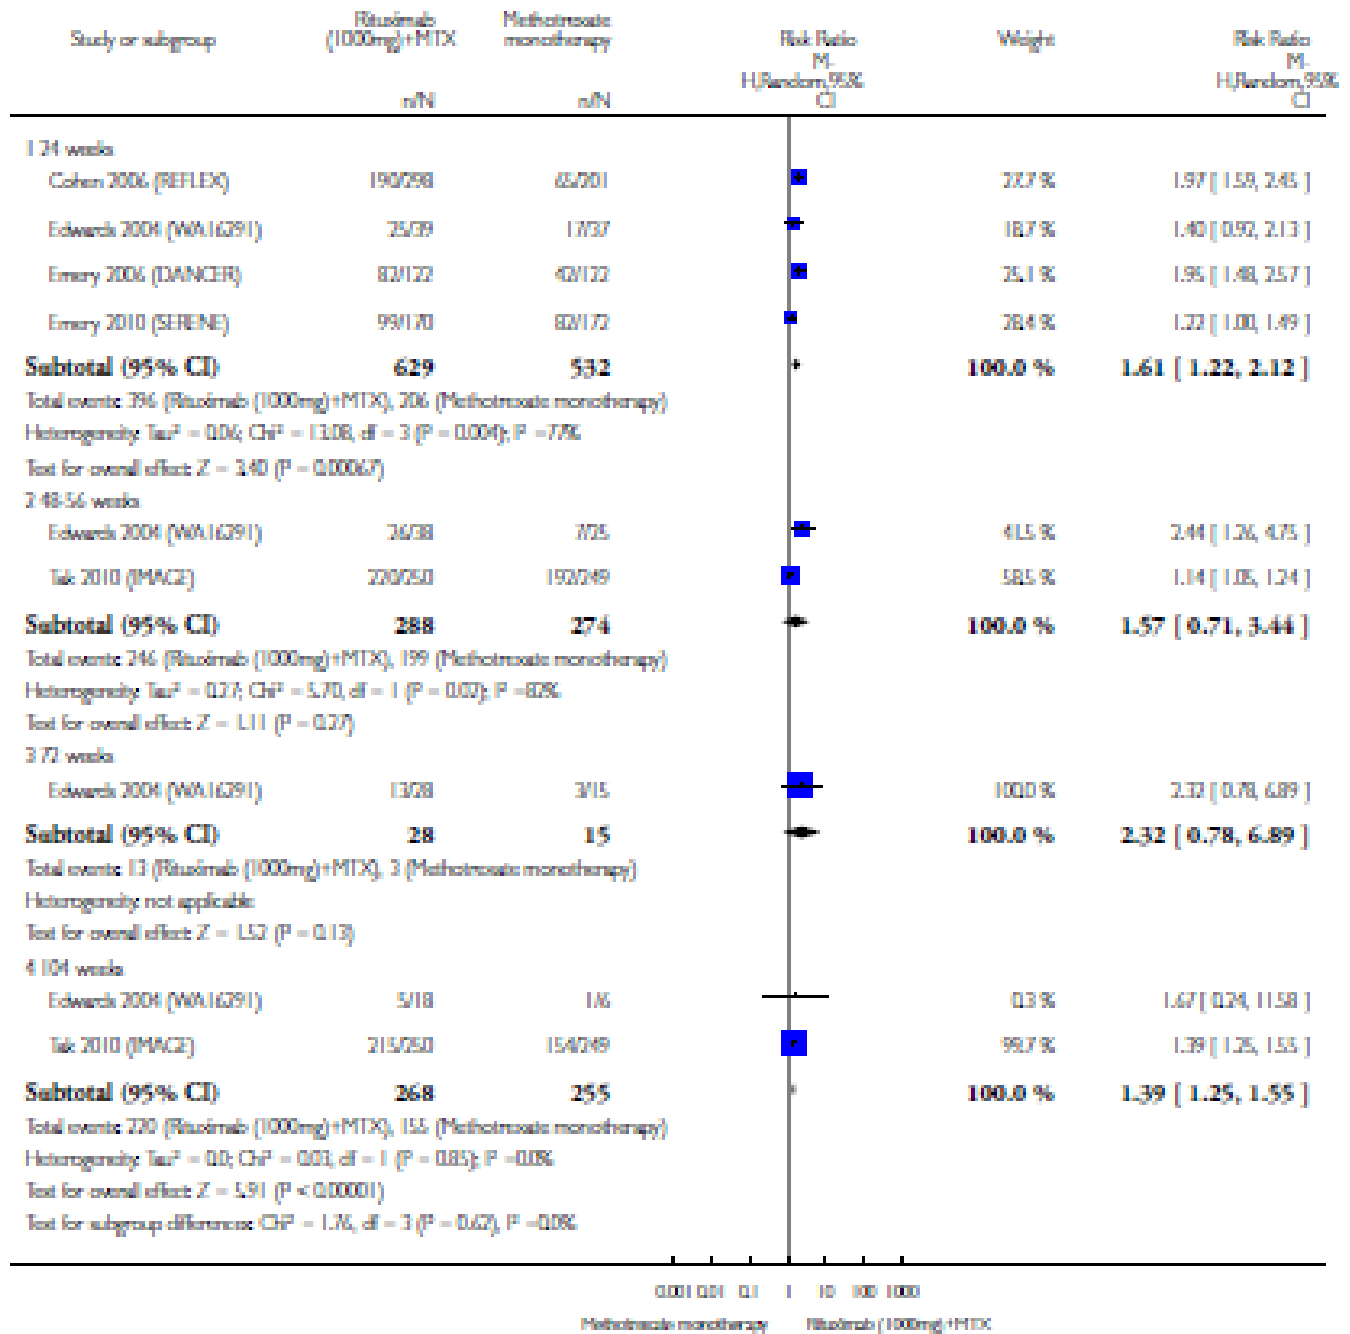 Study or subgroup Rituximab (1000mg)+MTX Methotrexate monotherapy Risk Ratio Weight Risk Ratio
M-H,Random,95% CI M-H,Random,95% CI
n/N n/N
1 24 weeks
Cohen 2006 (REFLEX) 190/298 65/201 27.7 % 1.97 [ 1.59, 2.45 ]
Edwards 2004 (WA16291) 25/39 17/37 18.7 % 1.40 [ 0.92, 2.13 ]
Emery 2006 (DANCER) 82/122 42/122 25.1 % 1.95 [ 1.48, 2.57 ]
Emery 2010 (SERENE) 99/170 82/172 28.4 % 1.22 [ 1.00, 1.49 ]
Subtotal (95% CI) 629 532 100.0 % 1.61 [ 1.22, 2.12 ]
Total events: 396 (Rituximab (1000mg)+MTX), 206 (Methotrexate monotherapy)
Heterogeneity: Tau² = 0.06; Chi² = 13.08, df = 3 (P = 0.004); I² =77%
Test for overall effect: Z = 3.40 (P = 0.00067)
2 48-56 weeks
Edwards 2004 (WA16291) 26/38 7/25 41.5 % 2.44 [ 1.26, 4.75 ]
Tak 2010 (IMAGE) 220/250 192/249 58.5 % 1.14 [ 1.05, 1.24 ]
Subtotal (95% CI) 288 274 100.0 % 1.57 [ 0.71, 3.44 ]
Total events: 246 (Rituximab (1000mg)+MTX), 199 (Methotrexate monotherapy)
Heterogeneity: Tau² = 0.27; Chi² = 5.70, df = 1 (P = 0.02); I² =82%
Test for overall effect: Z = 1.11 (P = 0.27)
3 72 weeks
Edwards 2004 (WA16291) 13/28 3/15 100.0 % 2.32 [ 0.78, 6.89 ]
Subtotal (95% CI) 28 15 100.0 % 2.32 [ 0.78, 6.89 ]
Total events: 13 (Rituximab (1000mg)+MTX), 3 (Methotrexate monotherapy)
Heterogeneity: not applicable
Test for overall effect: Z = 1.52 (P = 0.13)
4 104 weeks
Edwards 2004 (WA16291) 5/18 1/6 0.3 % 1.67 [ 0.24, 11.58 ]
Tak 2010 (IMAGE) 215/250 154/249 99.7 % 1.39 [ 1.25, 1.55 ]
Subtotal (95% CI) 268 255 100.0 % 1.39 [ 1.25, 1.55 ]
Total events: 220 (Rituximab (1000mg)+MTX), 155 (Methotrexate monotherapy)
Heterogeneity: Tau² = 0.0; Chi² = 0.03, df = 1 (P = 0.85); I² =0.0%
Test for overall effect: Z = 5.91 (P < 0.00001)
Test for subgroup differences: Chi² = 1.76, df = 3 (P = 0.62), I² =0.0%
0.001 0.01 0.1 1 10 100 1000
Methotrexate monotherapy Rituximab (1000mg)+MTX